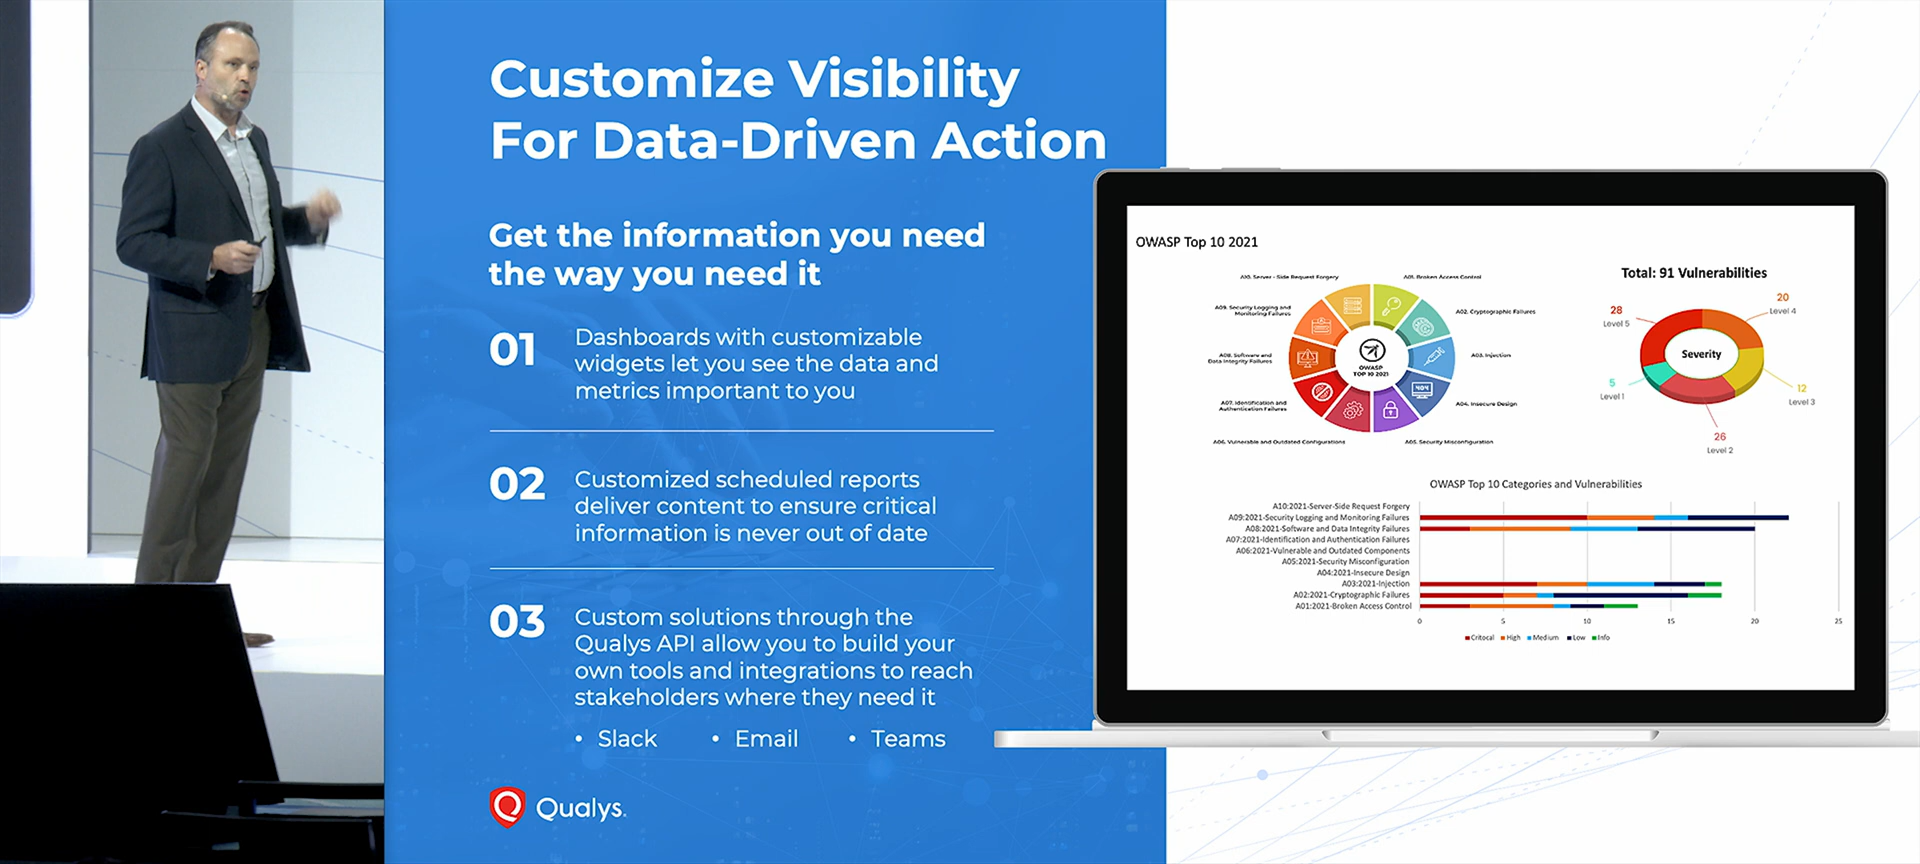 Customize Visibility
For Data-Driven Action
Get the information you need
the way you need it
01
Dashboards with customizable
widgets let you see the data and
metrics important to you
02
Customized scheduled reports
deliver content to ensure critical
information is never out of date
03
Custom solutions through the
Qualys API allow you to build your
own tools and integrations to reach
stakeholders where they need it
• Slack • Email • Teams
Qualys.
OWASP Top 10 2021
A10. Server - Side Request Forgery
A01. Broken Access Control
A09. Security Logging and
Monitoring Failures
A02. Cryptographic Failures
A08. Software and
Data Integrity Failures
A03. Injection
A07. Identification and
Authentication Failures
A04. Insecure Design
A06. Vulnerable and Outdated Configurations
A05. Security Misconfiguration
OWASP
TOP 10 2021
404
Total: 91 Vulnerabilities
28
Level 5
20
Level 4
Severity
5
Level 1
12
Level 3
26
Level 2
OWASP Top 10 Categories and Vulnerabilities
A10:2021-Server-Side Request Forgery
A09:2021-Security Logging and Monitoring Failures
A08:2021-Software and Data Integrity Failures
A07:2021-Identification and Authentication Failures
A06:2021-Vulnerable and Outdated Components
A05:2021-Security Misconfiguration
A04:2021-Insecure Design
A03:2021-Injection
A02:2021-Cryptographic Failures
A01:2021-Broken Access Control
0 5 10 15 20 25
Critocal High Medium Low Info